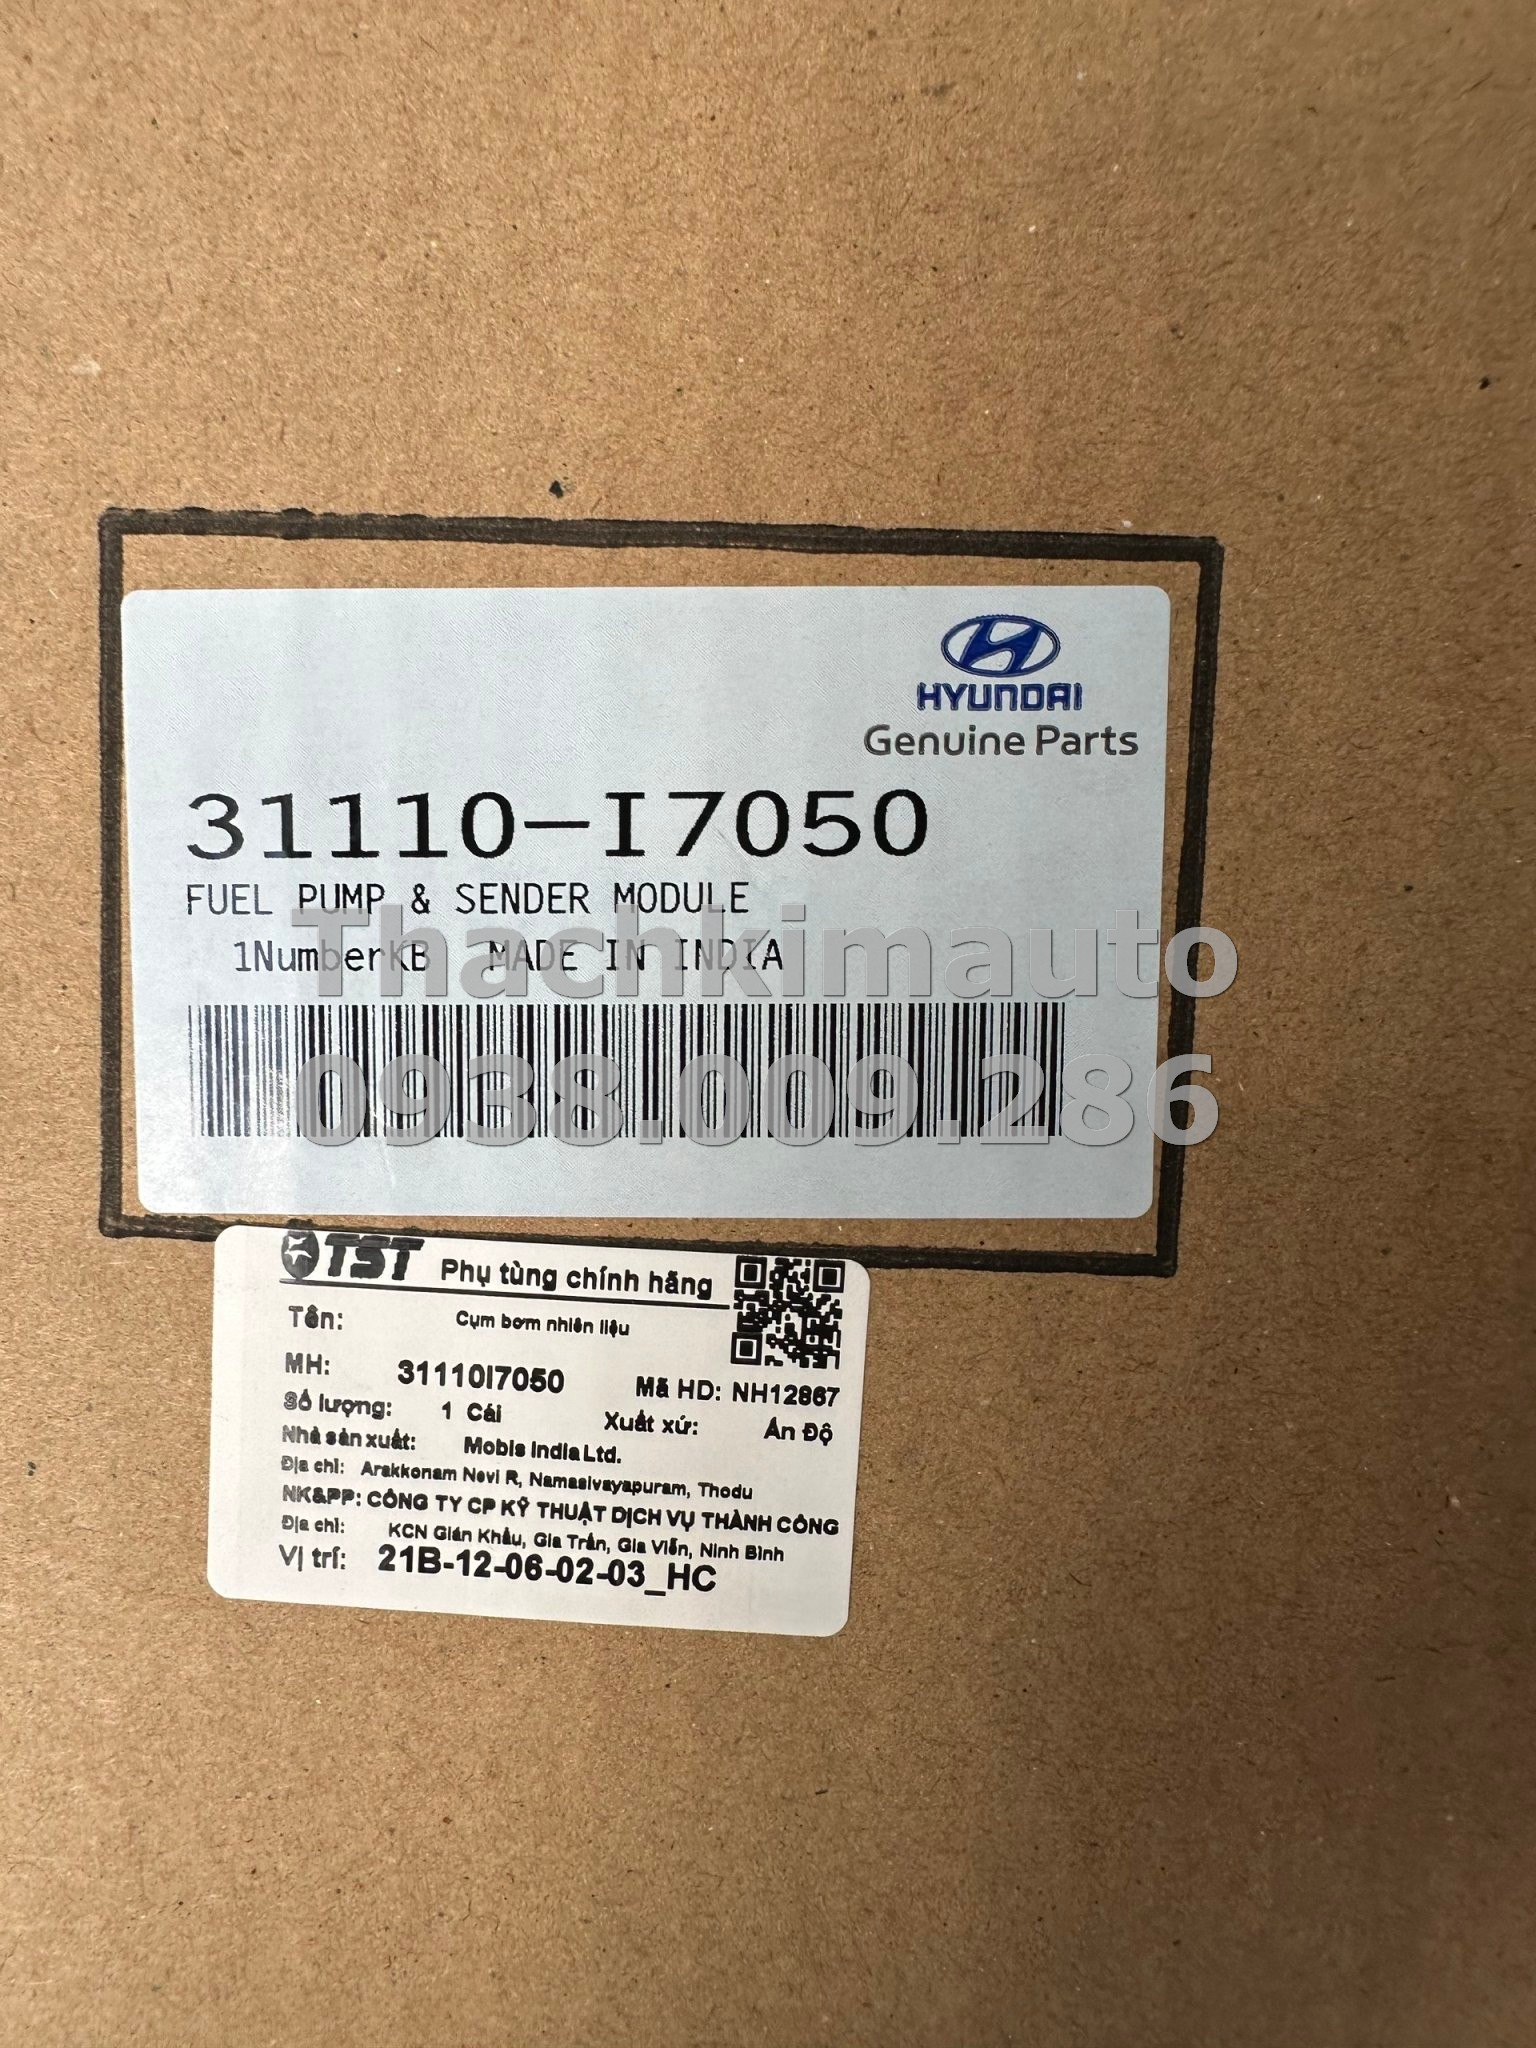 HYUNDAI
Genuine Parts
31110-I7050
FUEL PUMP & SENDER MODULE
1NumberKB MADE IN INDIA
Thachkimauto
0938.009.286
TST Phụ tùng chính hãng
Tên: Cụm bơm nhiên liệu
MH: 31110I7050 Mã HD: NH12867
Số lượng: 1 Cái Xuất xứ: Ấn Độ
Nhà sản xuất: Mobis India Ltd.
Địa chỉ: Arakkonam Nevi R, Namasivayapuram, Thodu
NK&PP: CÔNG TY CP KỸ THUẬT DỊCH VỤ THÀNH CÔNG
Địa chỉ: KCN Gián Khẩu, Gia Trấn, Gia Viễn, Ninh Bình
Vị trí: 21B-12-06-02-03_HC